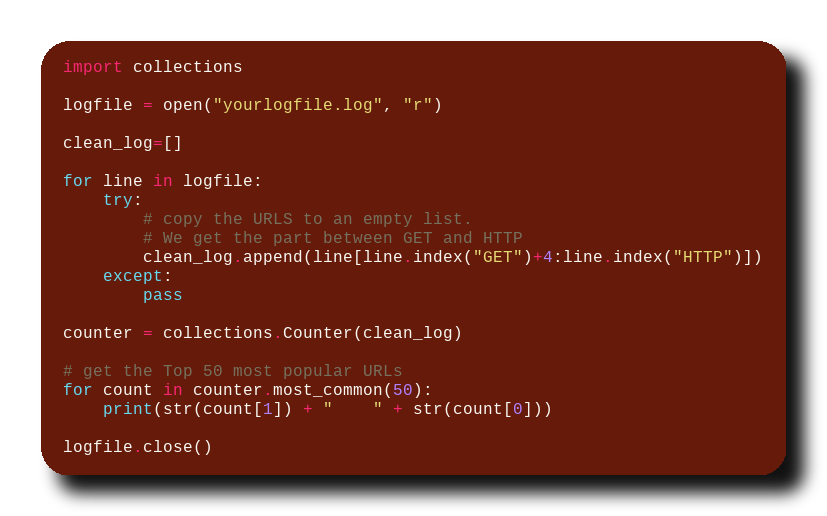 import collections

logfile = open("yourlogfile.log", "r")

clean_log=[]

for line in logfile:
    try:
        # copy the URLS to an empty list.
        # We get the part between GET and HTTP
        clean_log.append(line[line.index("GET")+4:line.index("HTTP")])
    except:
        pass

counter = collections.Counter(clean_log)

# get the Top 50 most popular URLs
for count in counter.most_common(50):
    print(str(count[1]) + "    " + str(count[0]))

logfile.close()